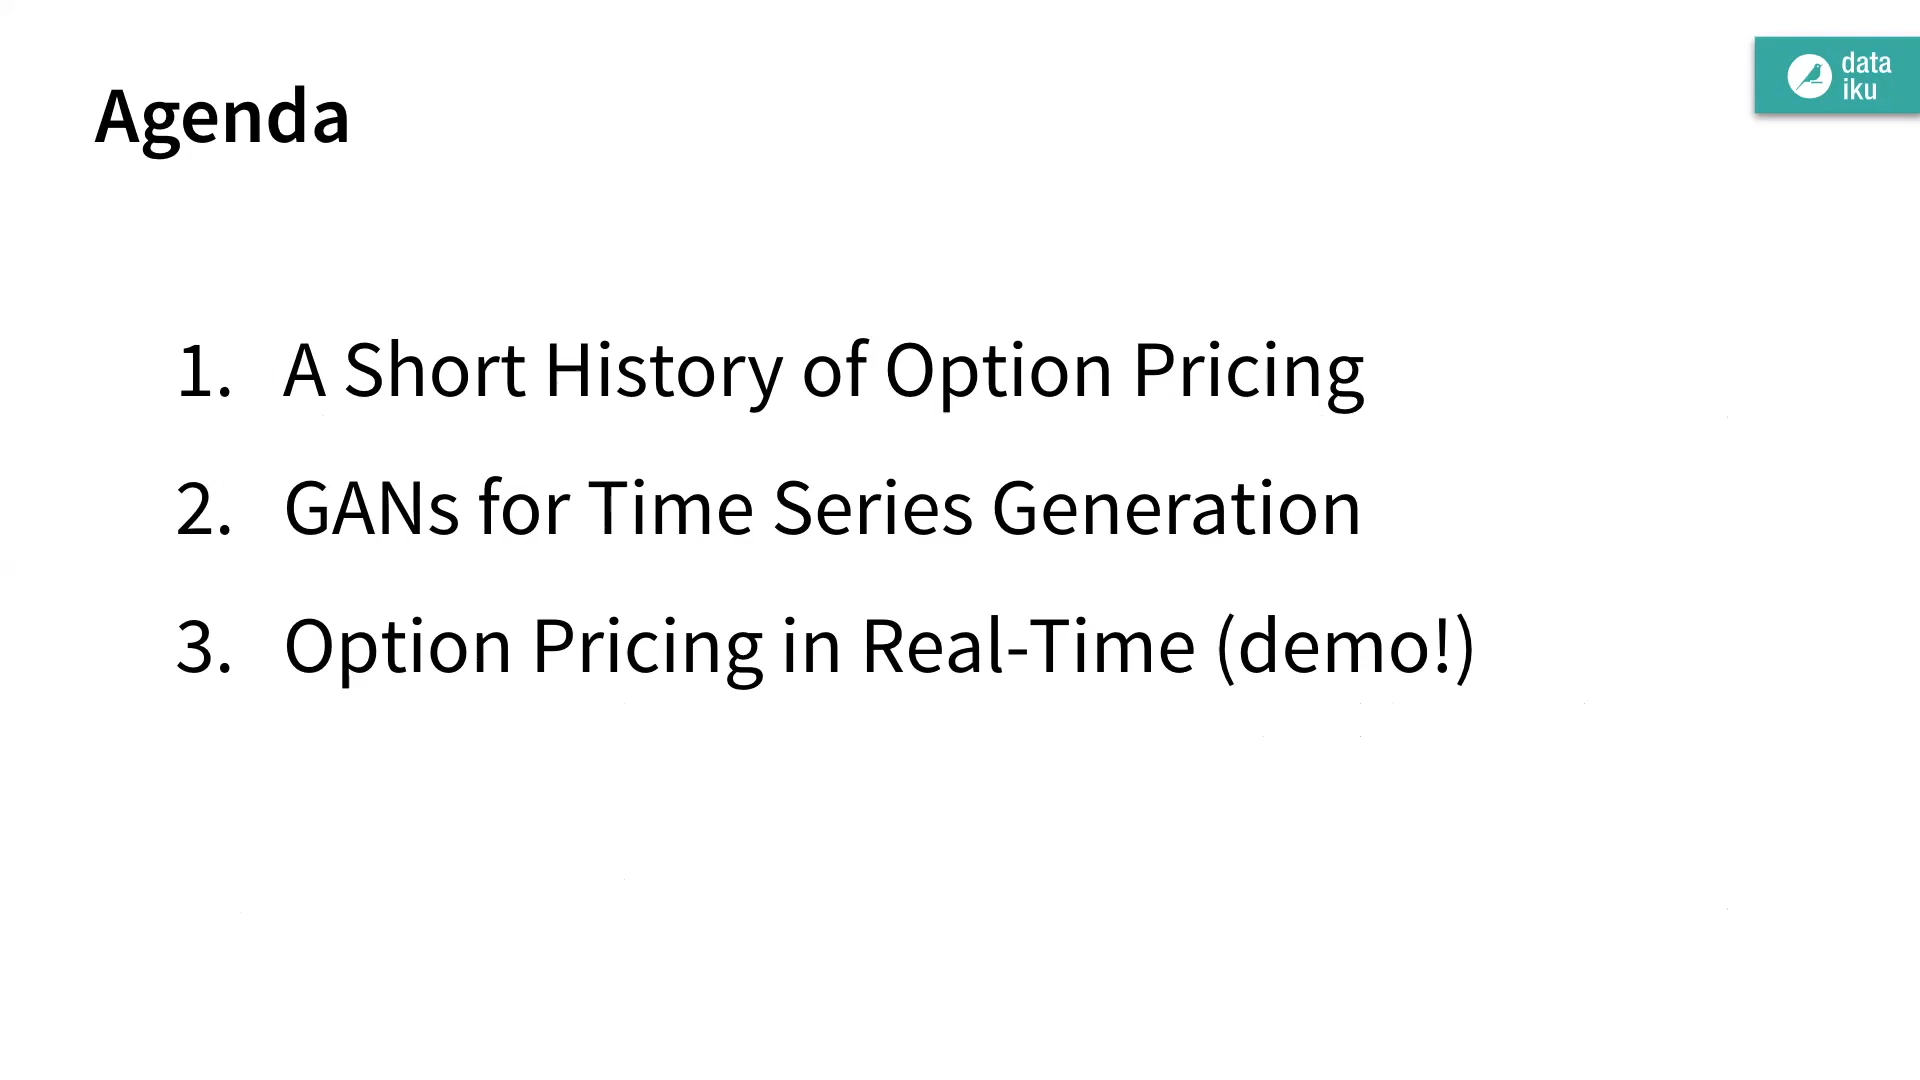 Agenda
data
iku
1. A Short History of Option Pricing
2. GANs for Time Series Generation
3. Option Pricing in Real-Time (demo!)